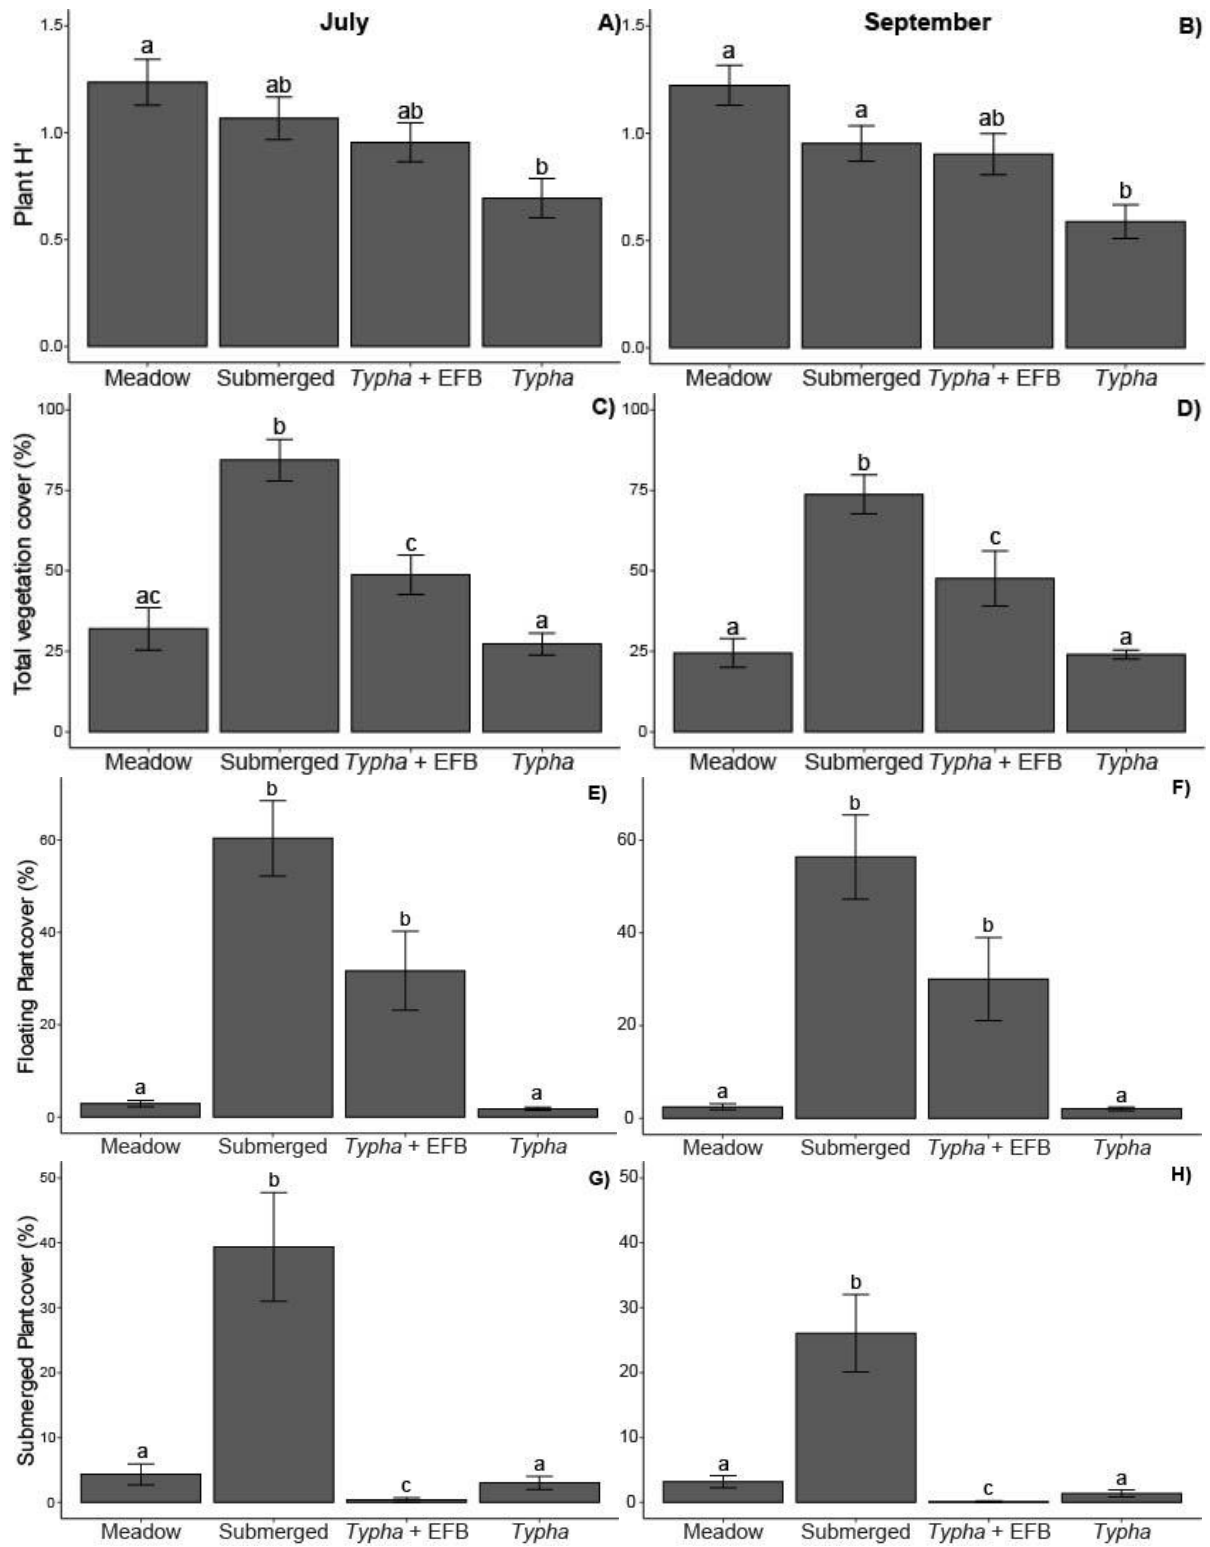 July
A)
September
B)
Plant H'
1.5
1.0
0.5
0.0
a
ab
ab
b
Meadow
Submerged
Typha + EFB
Typha
1.5
1.0
0.5
0.0
a
a
ab
b
Meadow
Submerged
Typha + EFB
Typha
C)
D)
Total vegetation cover (%)
100
75
50
25
0
ac
b
c
a
Meadow
Submerged
Typha + EFB
Typha
100
75
50
25
0
a
b
c
a
Meadow
Submerged
Typha + EFB
Typha
E)
F)
Floating Plant cover (%)
60
40
20
0
a
b
b
a
Meadow
Submerged
Typha + EFB
Typha
60
40
20
0
a
b
b
a
Meadow
Submerged
Typha + EFB
Typha
G)
H)
Submerged Plant cover (%)
50
40
30
20
10
0
a
b
c
a
Meadow
Submerged
Typha + EFB
Typha
50
40
30
20
10
0
a
b
c
a
Meadow
Submerged
Typha + EFB
Typha